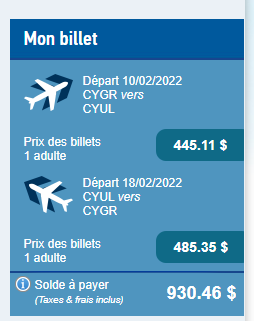 Mon billet
Départ 10/02/2022
CYGR vers
CYUL
Prix des billets
1 adulte
445.11 $
Départ 18/02/2022
CYUL vers
CYGR
Prix des billets
1 adulte
485.35 $
Solde à payer
(Taxes & frais inclus)
930.46 $